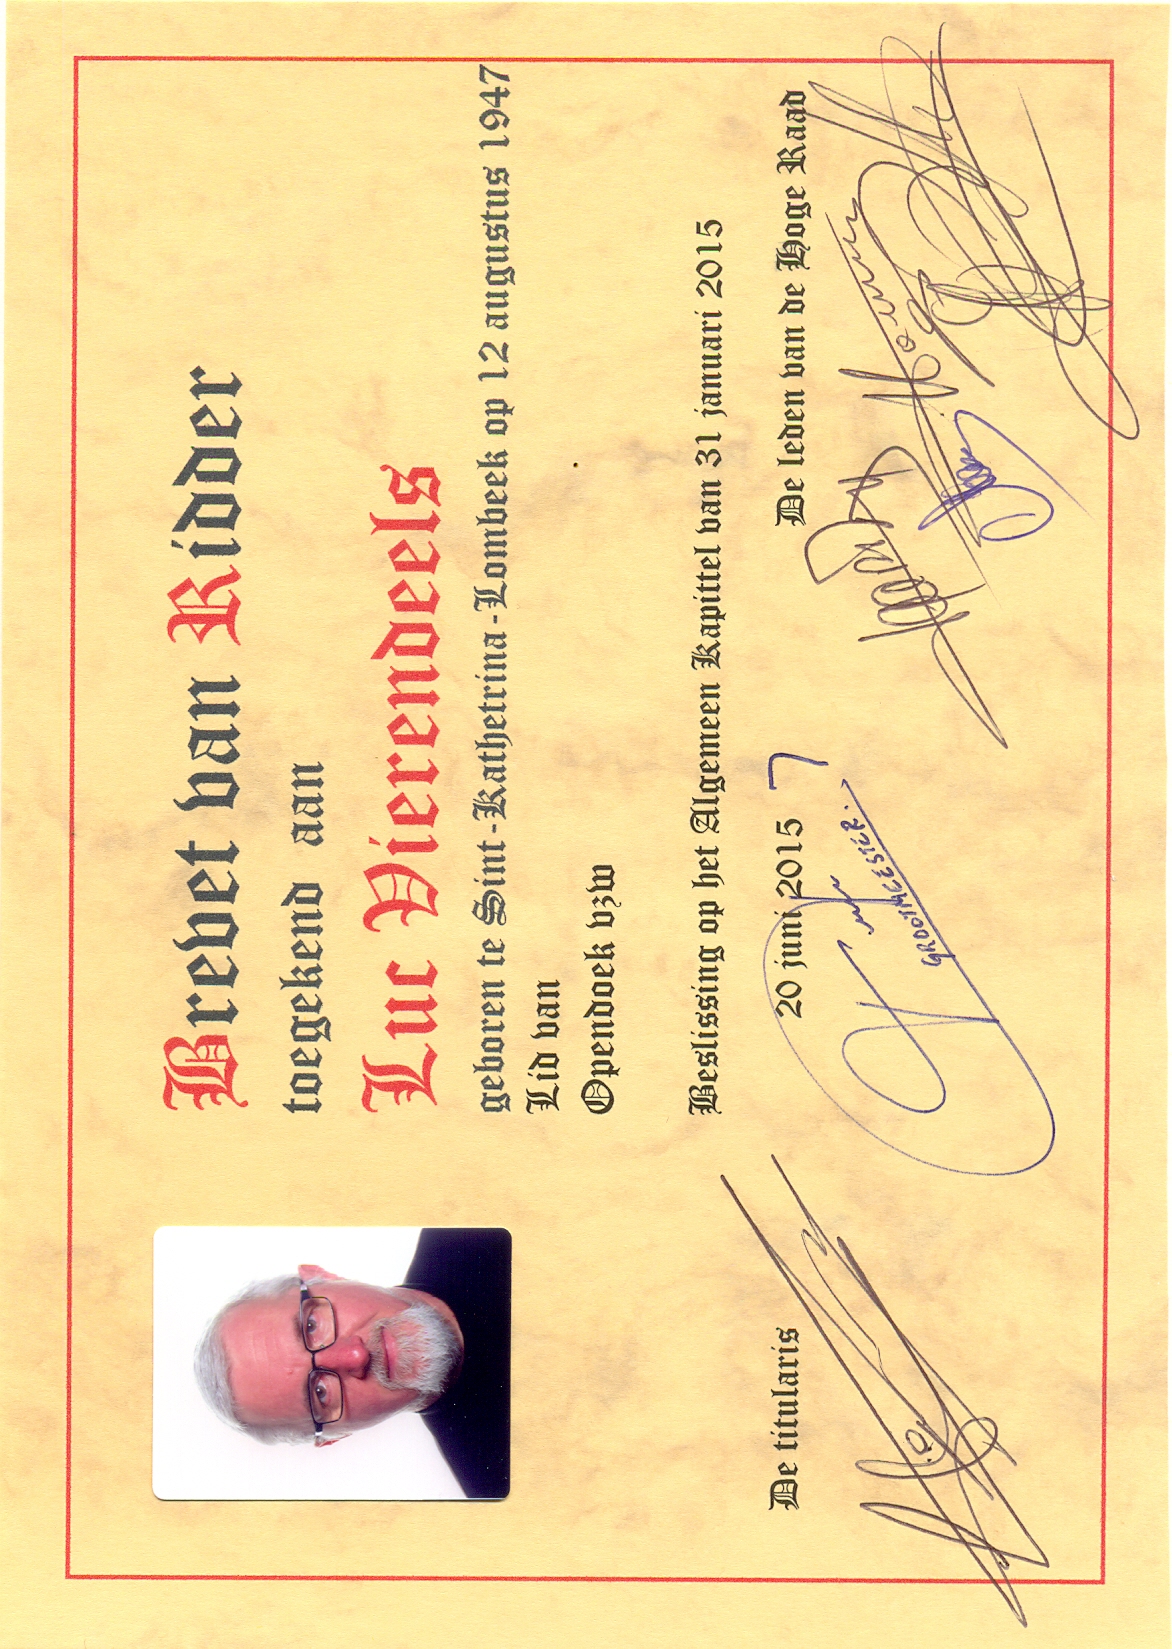 Brevet van Ridder
toegekend aan
Luc Vierendeels
geboren te Sint-Kathetrina-Lombeek op 12 augustus 1947
Lid van
Opendoek vzw
Beslissing op het Algemeen Kapittel van 31 januari 2015
De titularis
20 juni 2015
De leden van de Hoge Raad
GROOTMEESTER.